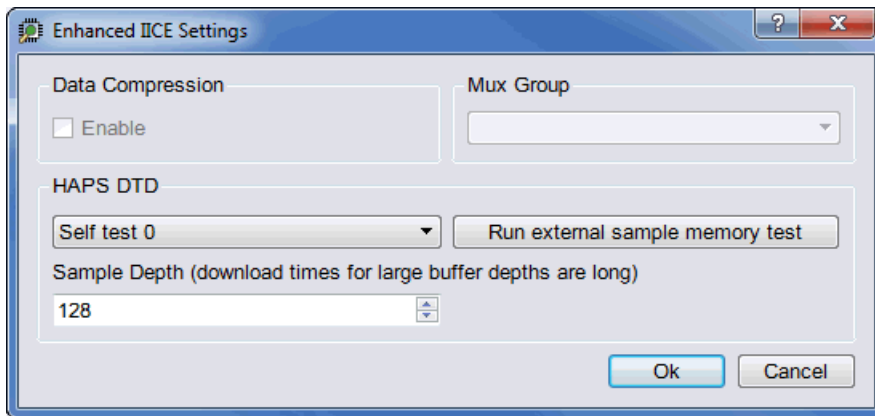 Enhanced IICE Settings
?
Data Compression
Enable
Mux Group
HAPS DTD
Self test 0
Run external sample memory test
Sample Depth (download times for large buffer depths are long)
128
Ok
Cancel